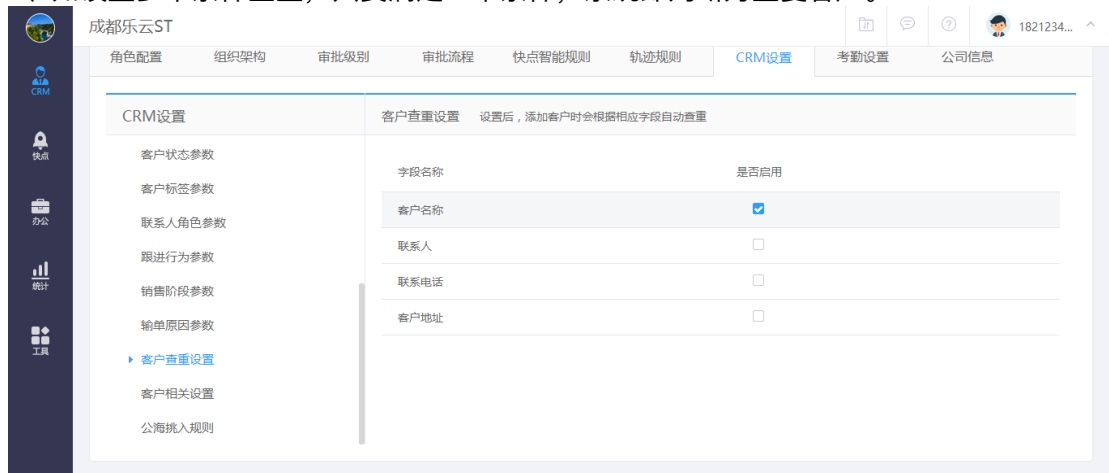 成都乐云ST
1821234...
角色配置 组织架构 审批级别 审批流程 快点智能规则 轨迹规则 CRM设置 考勤设置 公司信息
CRM
快点
办公
统计
工具
CRM设置
客户状态参数
客户标签参数
联系人角色参数
跟进行为参数
销售阶段参数
输单原因参数
客户查重设置
客户相关设置
公海挑入规则
客户查重设置 设置后，添加客户时会根据相应字段自动查重
字段名称 是否启用
客户名称
联系人
联系电话
客户地址